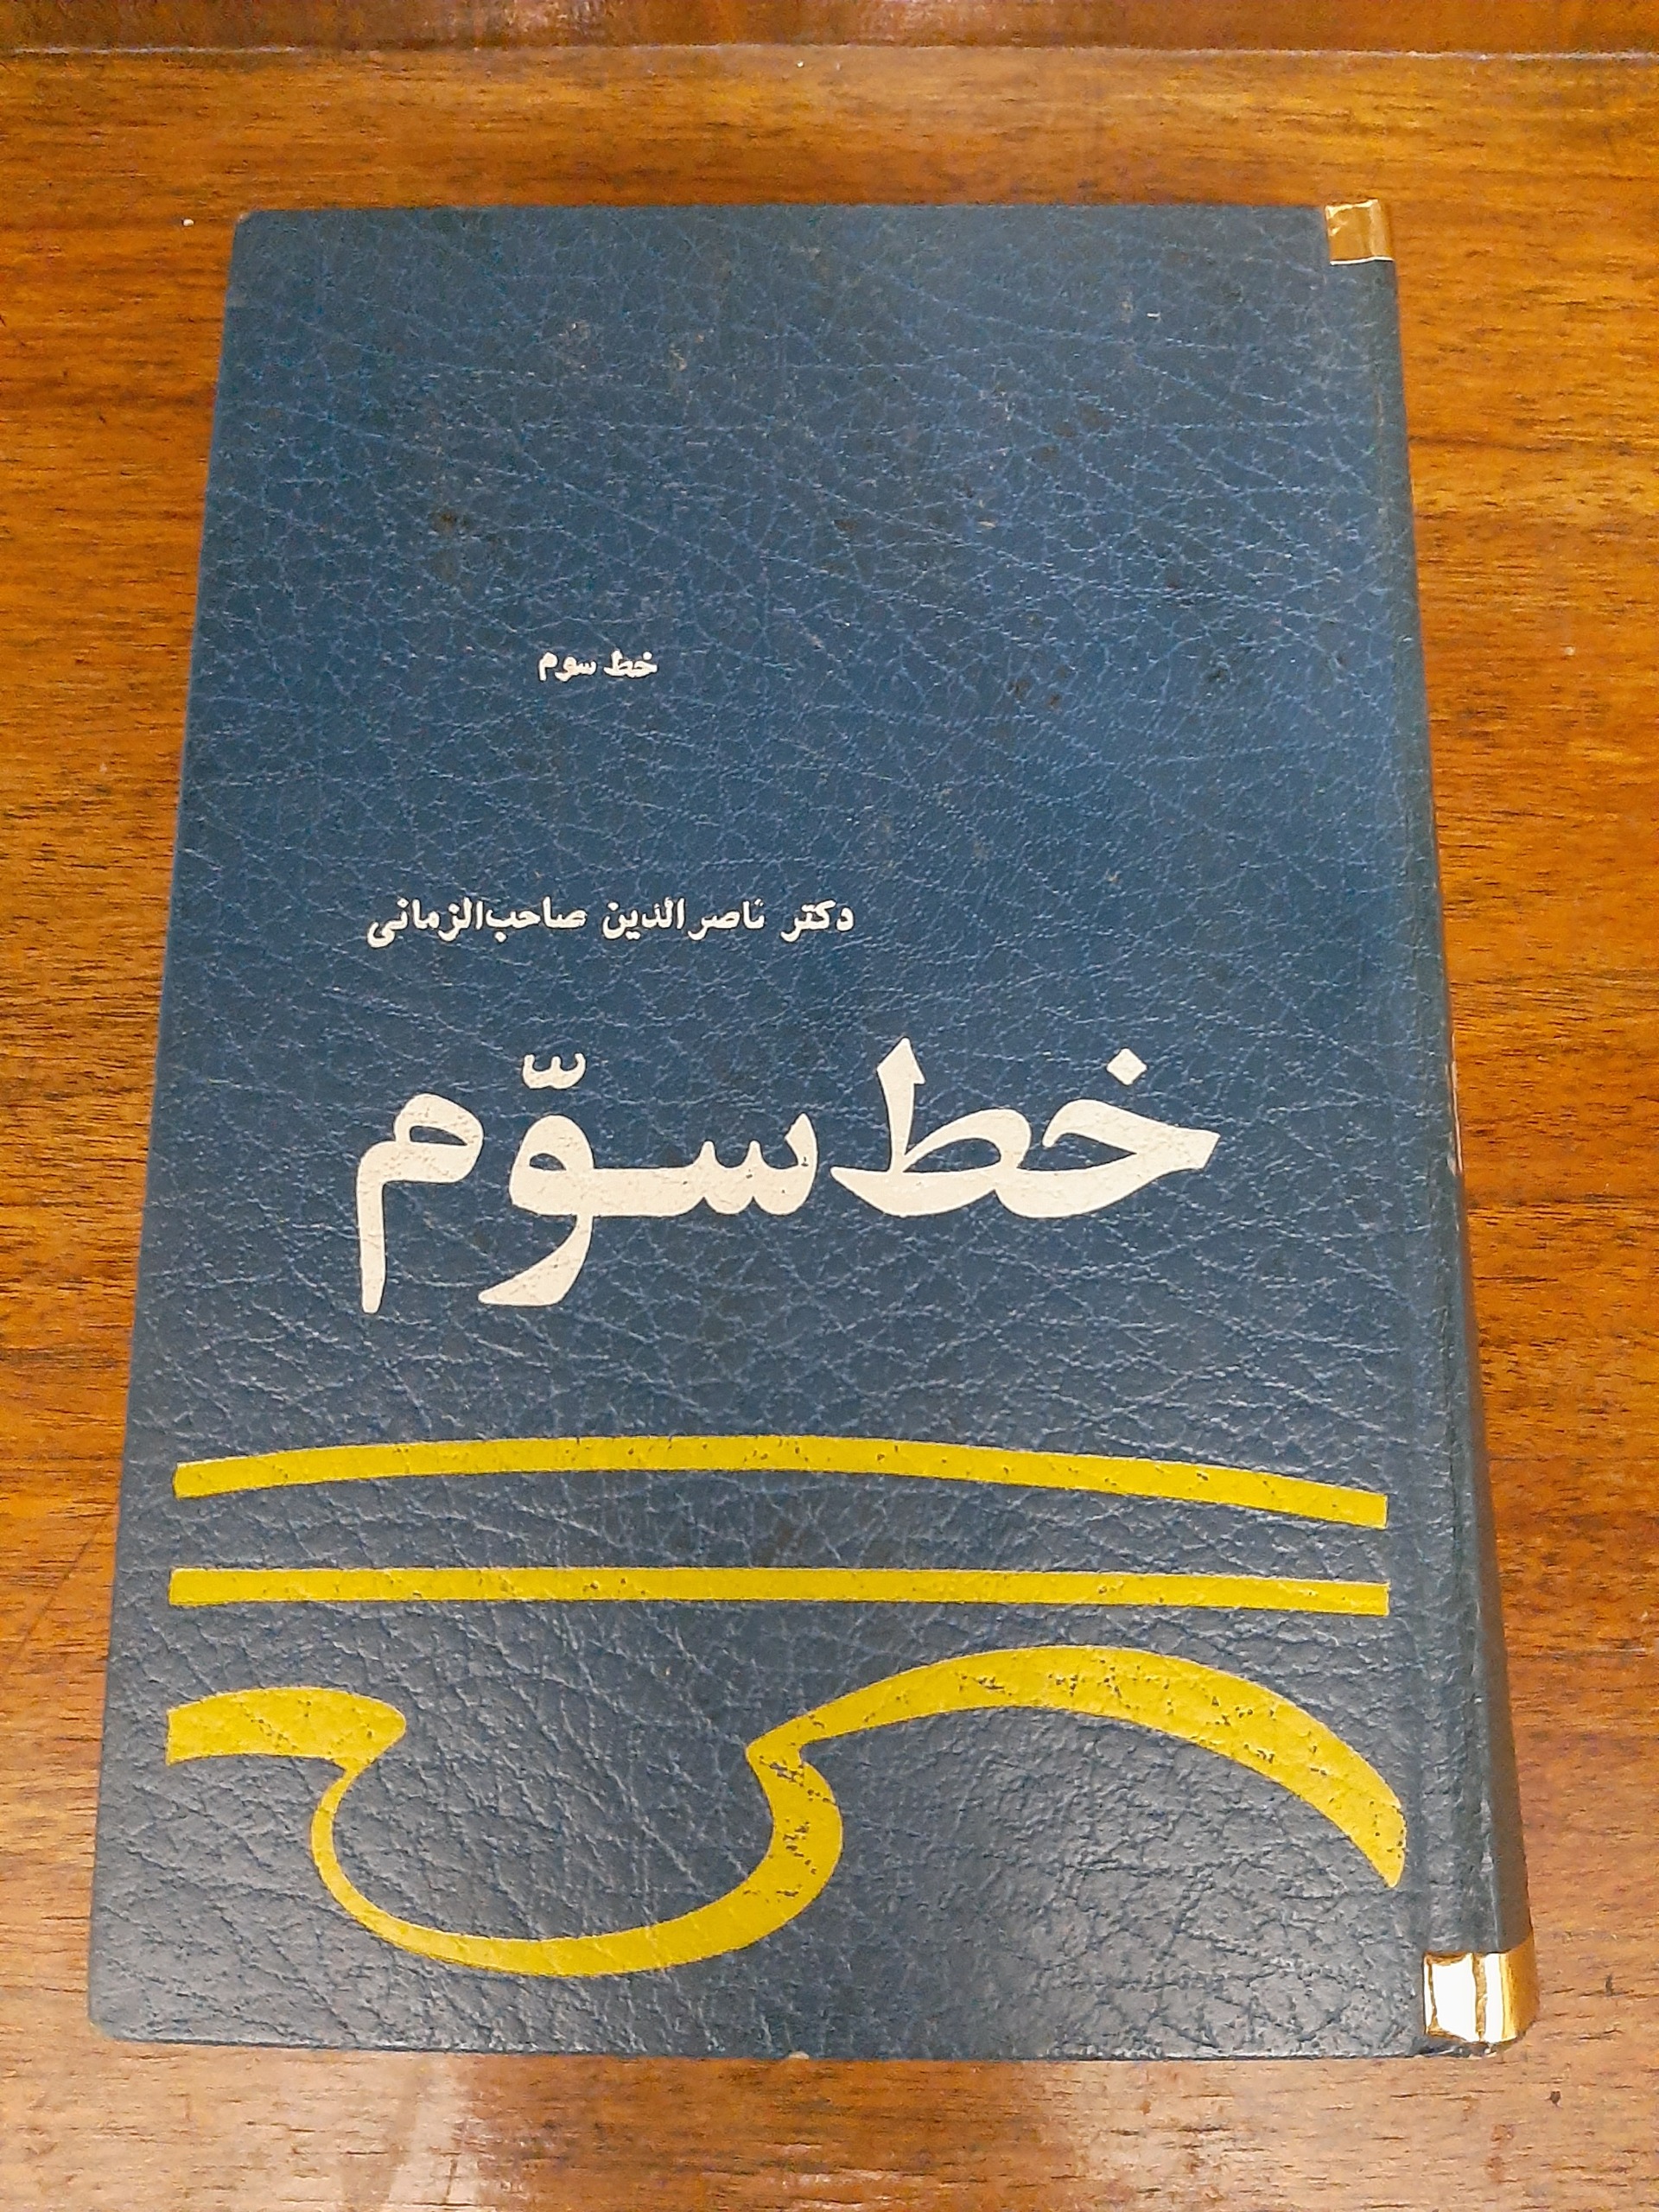 خط سوم
دکتر ناصرالدین صاحب‌الزمانی
خط سوّم